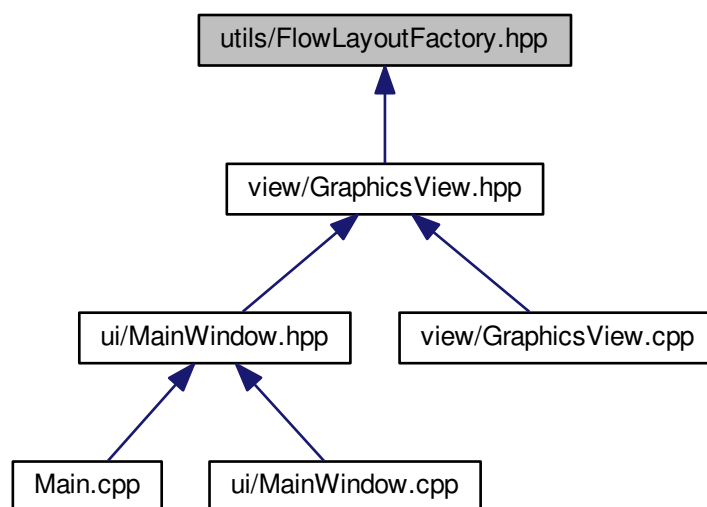 utils/FlowLayoutFactory.hpp
view/GraphicsView.hpp
ui/MainWindow.hpp
view/GraphicsView.cpp
Main.cpp
ui/MainWindow.cpp